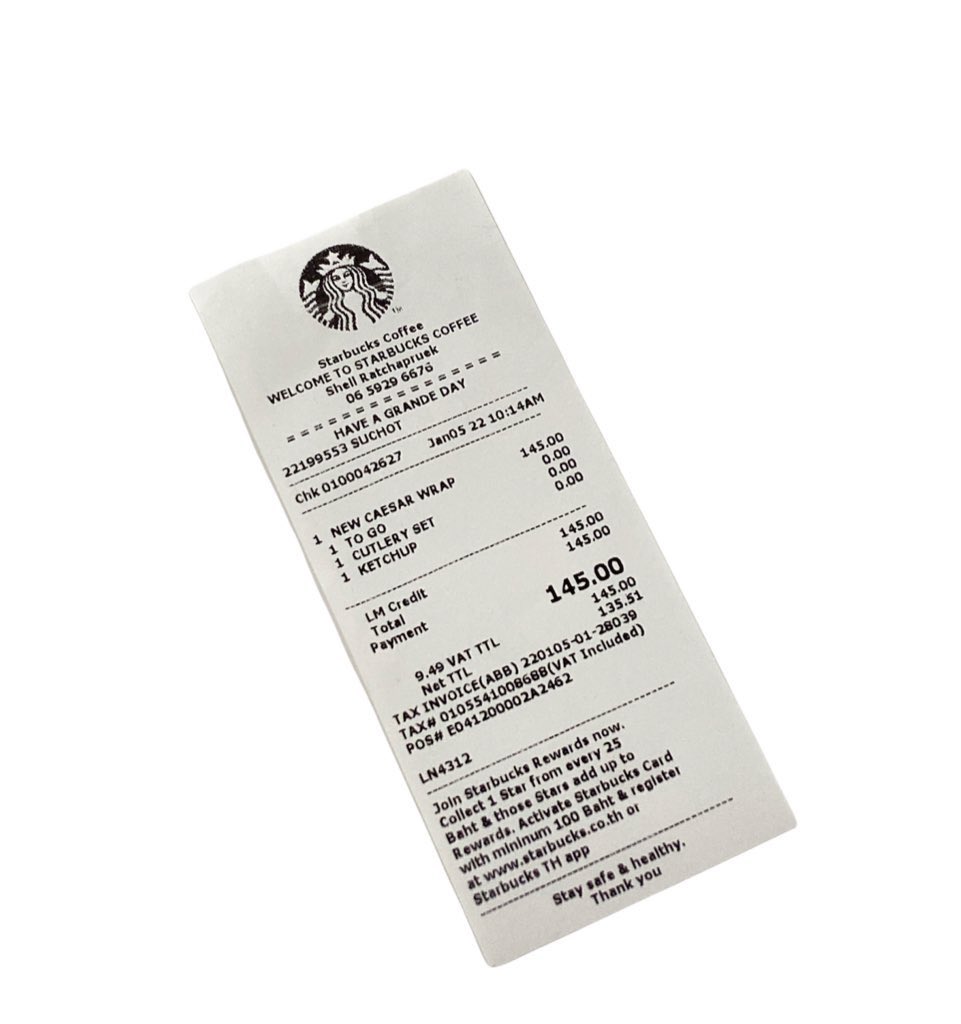 Starbucks Coffee
WELCOME TO STARBUCKS COFFEE
Shell Ratchapruek
06 5929 6676
= = = = = = = = = = = = = = = =
HAVE A GRANDE DAY
22199553 SUCHOT
Chk 0100042627 Jan05 22 10:14AM
1 NEW CAESAR WRAP 145.00
1 TO GO 0.00
1 CUTLERY SET 0.00
1 KETCHUP 0.00
LM Credit 145.00
Total 145.00
Payment 145.00
9.49 VAT TTL 145.00
Net TTL 135.51
TAX INVOICE(ABB) 220105-01-28039
TAX# 0105541008688(VAT Included)
POS# E041200002A2462
LN4312
Join Starbucks Rewards now.
Collect 1 Star from every 25
Baht & those Stars add up to
Rewards. Activate Starbucks Card
with mininun 100 Baht & register
at www.starbucks.co.th or
Starbucks TH app
Stay safe & healthy.
Thank you